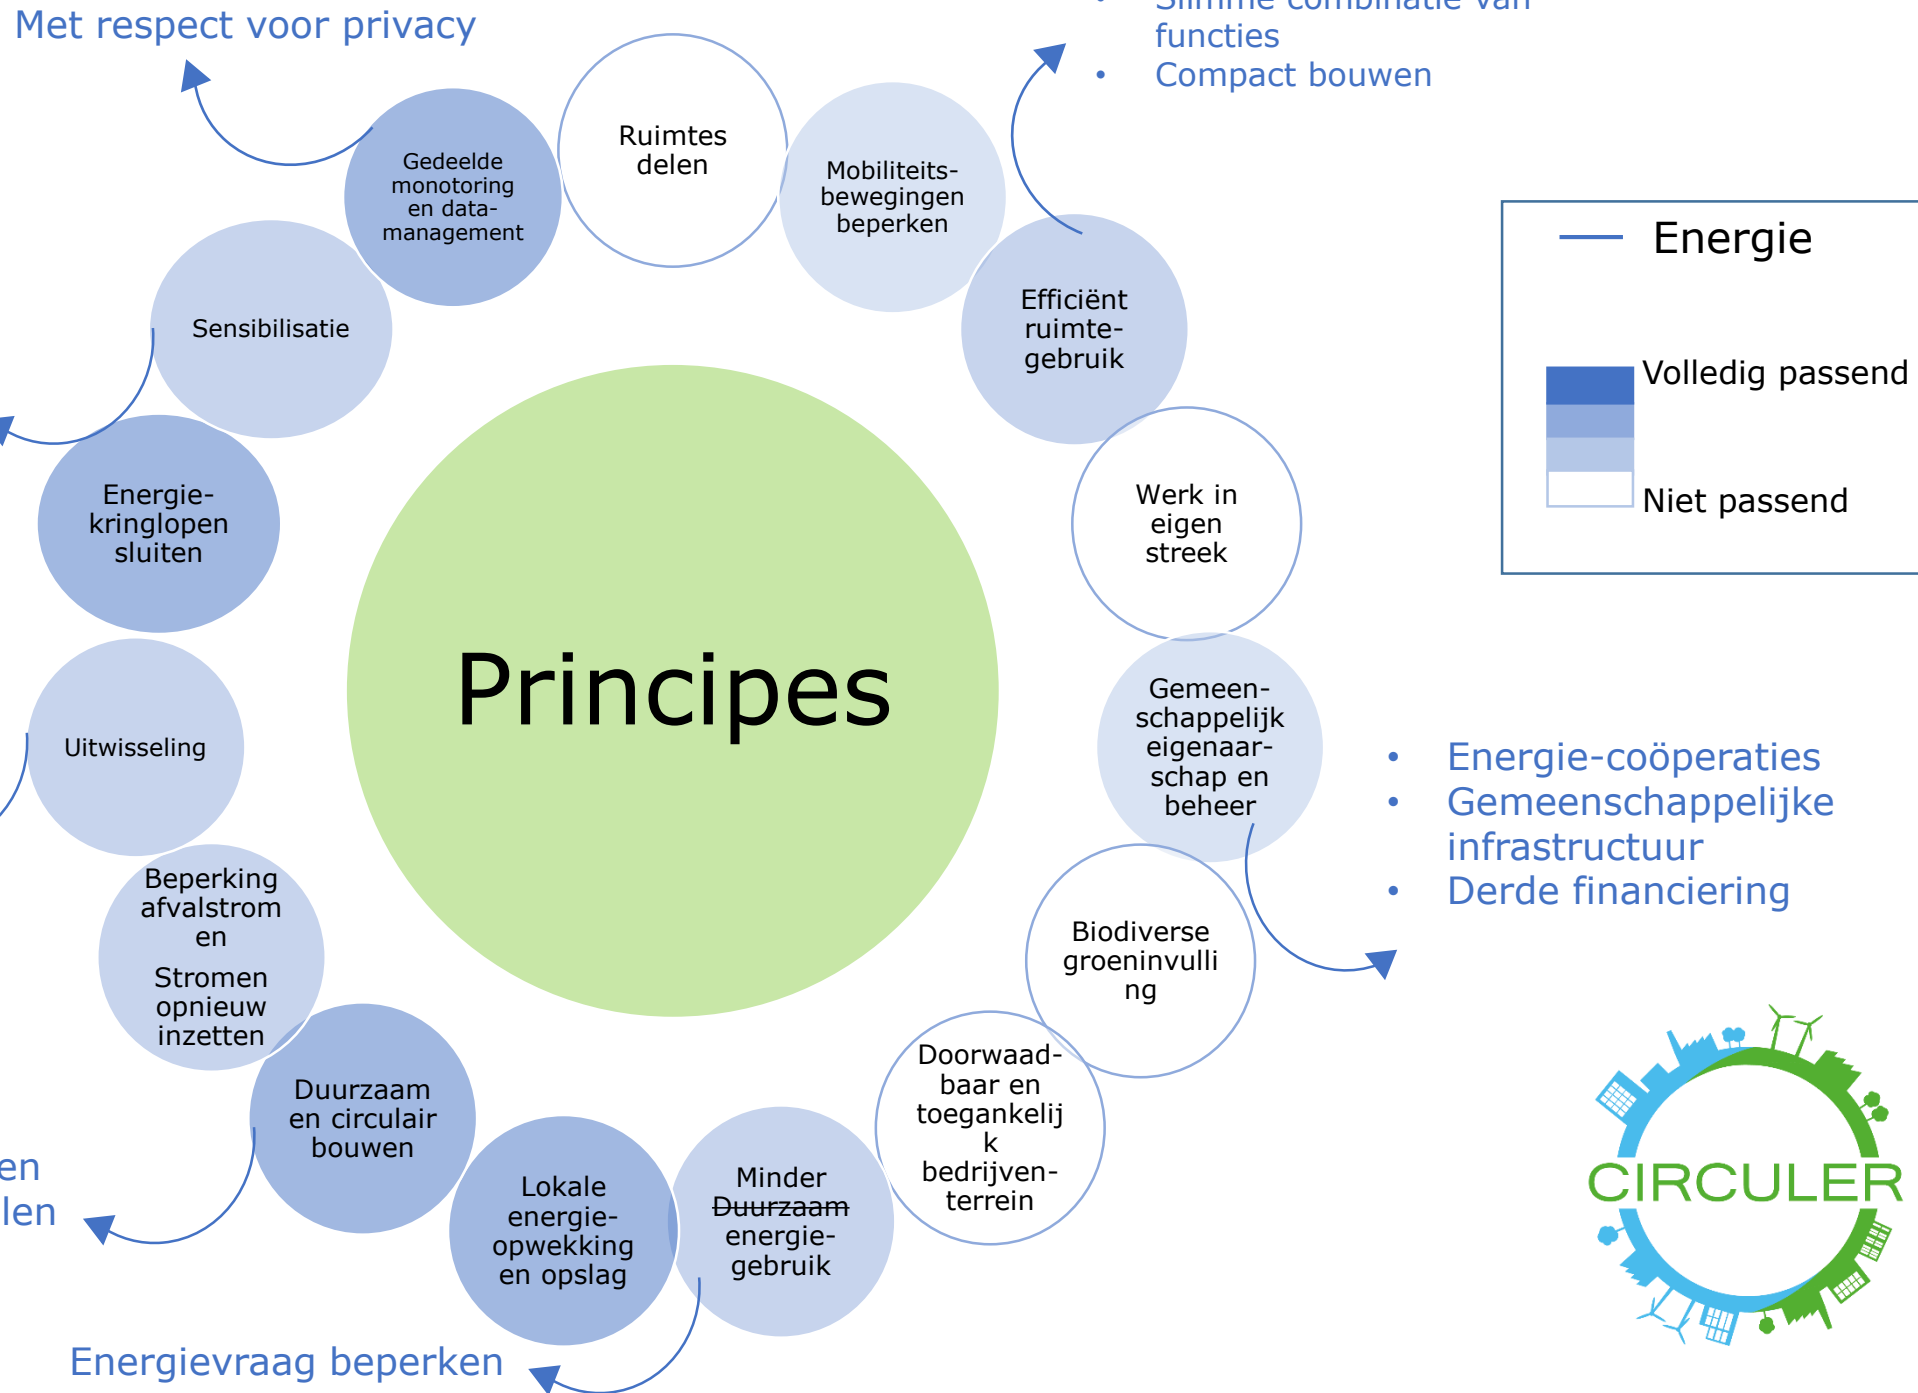 Met respect voor privacy
• Slimme combinatie van
functies
• Compact bouwen
Ruimtes
delen
Mobiliteits-
bewegingen
beperken
Efficiënt
ruimte-
gebruik
Werk in
eigen
streek
Gemeen-
schappelijk
eigenaar-
schap en
beheer
• Energie-coöperaties
• Gemeenschappelijke
infrastructuur
• Derde financiering
Biodiverse
groeninvulli
ng
Doorwaad-
baar en
toegankelij
k
bedrijven-
terrein
Minder
Duurzaam
energie-
gebruik
Energievraag beperken
Lokale
energie-
opwekking
en opslag
Duurzaam
en circulair
bouwen
en
len
Beperking
afvalstrom
en
Stromen
opnieuw
inzetten
Uitwisseling
Energie-
kringlopen
sluiten
Sensibilisatie
Gedeelde
monotoring
en data-
management
Principes
Energie
Volledig passend
Niet passend
CIRCULER